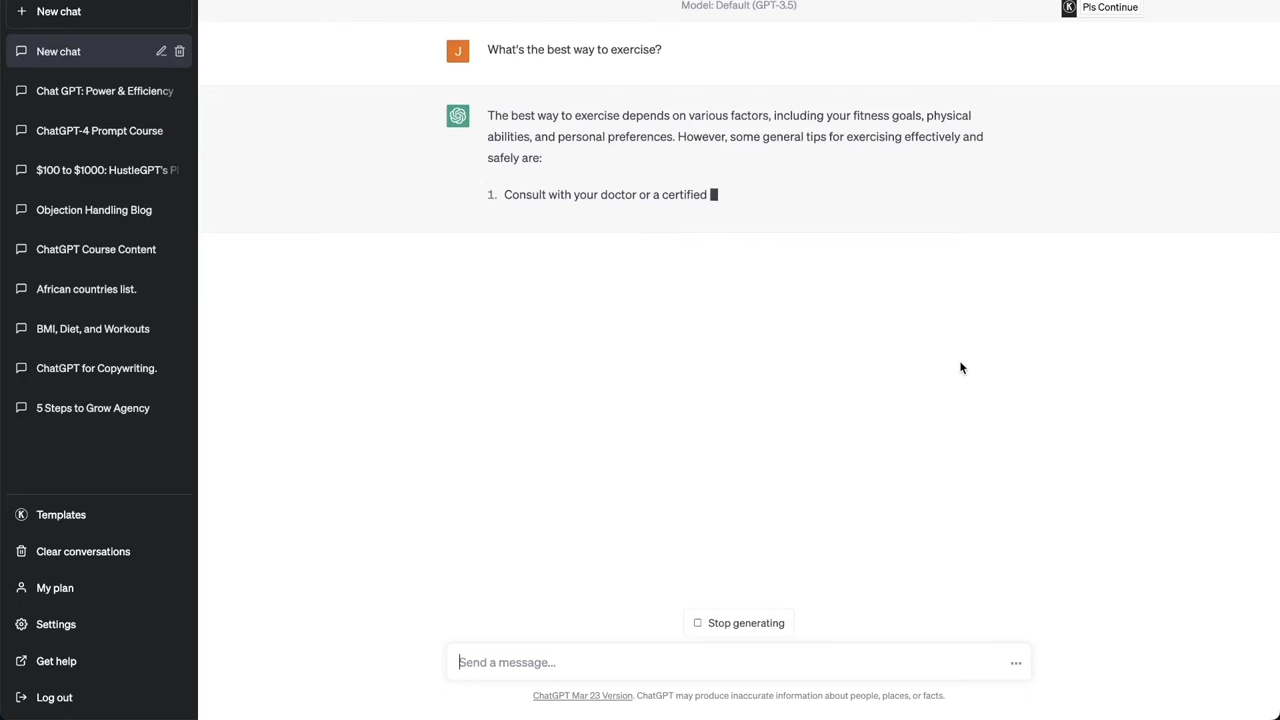 New chat
New chat
Chat GPT: Power & Efficiency
ChatGPT-4 Prompt Course
$100 to $1000: HustleGPT's Pl
Objection Handling Blog
ChatGPT Course Content
African countries list.
BMI, Diet, and Workouts
ChatGPT for Copywriting.
5 Steps to Grow Agency
Templates
Clear conversations
My plan
Settings
Get help
Log out
Model: Default (GPT-3.5)
K Pls Continue
J
What's the best way to exercise?
The best way to exercise depends on various factors, including your fitness goals, physical
abilities, and personal preferences. However, some general tips for exercising effectively and
safely are:
1. Consult with your doctor or a certified
Stop generating
Send a message...
ChatGPT Mar 23 Version. ChatGPT may produce inaccurate information about people, places, or facts.